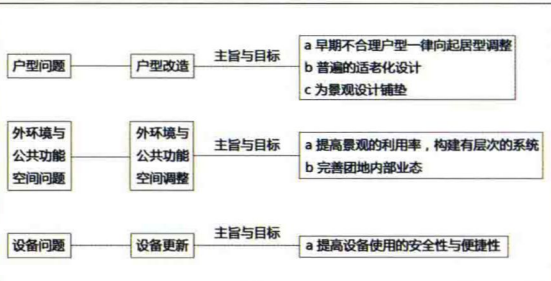 户型问题
户型改造
主旨与目标
a 早期不合理户型一律向起居型调整
b 普遍的适老化设计
c 为景观设计铺垫
外环境与
公共功能
空间问题
外环境与
公共功能
空间调整
主旨与目标
a 提高景观的利用率，构建有层次的系统
b 完善团地内部业态
设备问题
设备更新
主旨与目标
a 提高设备使用的安全性与便捷性